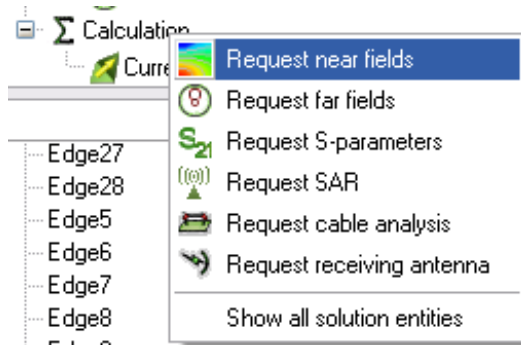 Calculation
Curre
Request near fields
Request far fields
S21
Request S-parameters
Request SAR
Request cable analysis
Request receiving antenna
Show all solution entities
Edge27
Edge28
Edge5
Edge6
Edge7
Edge8